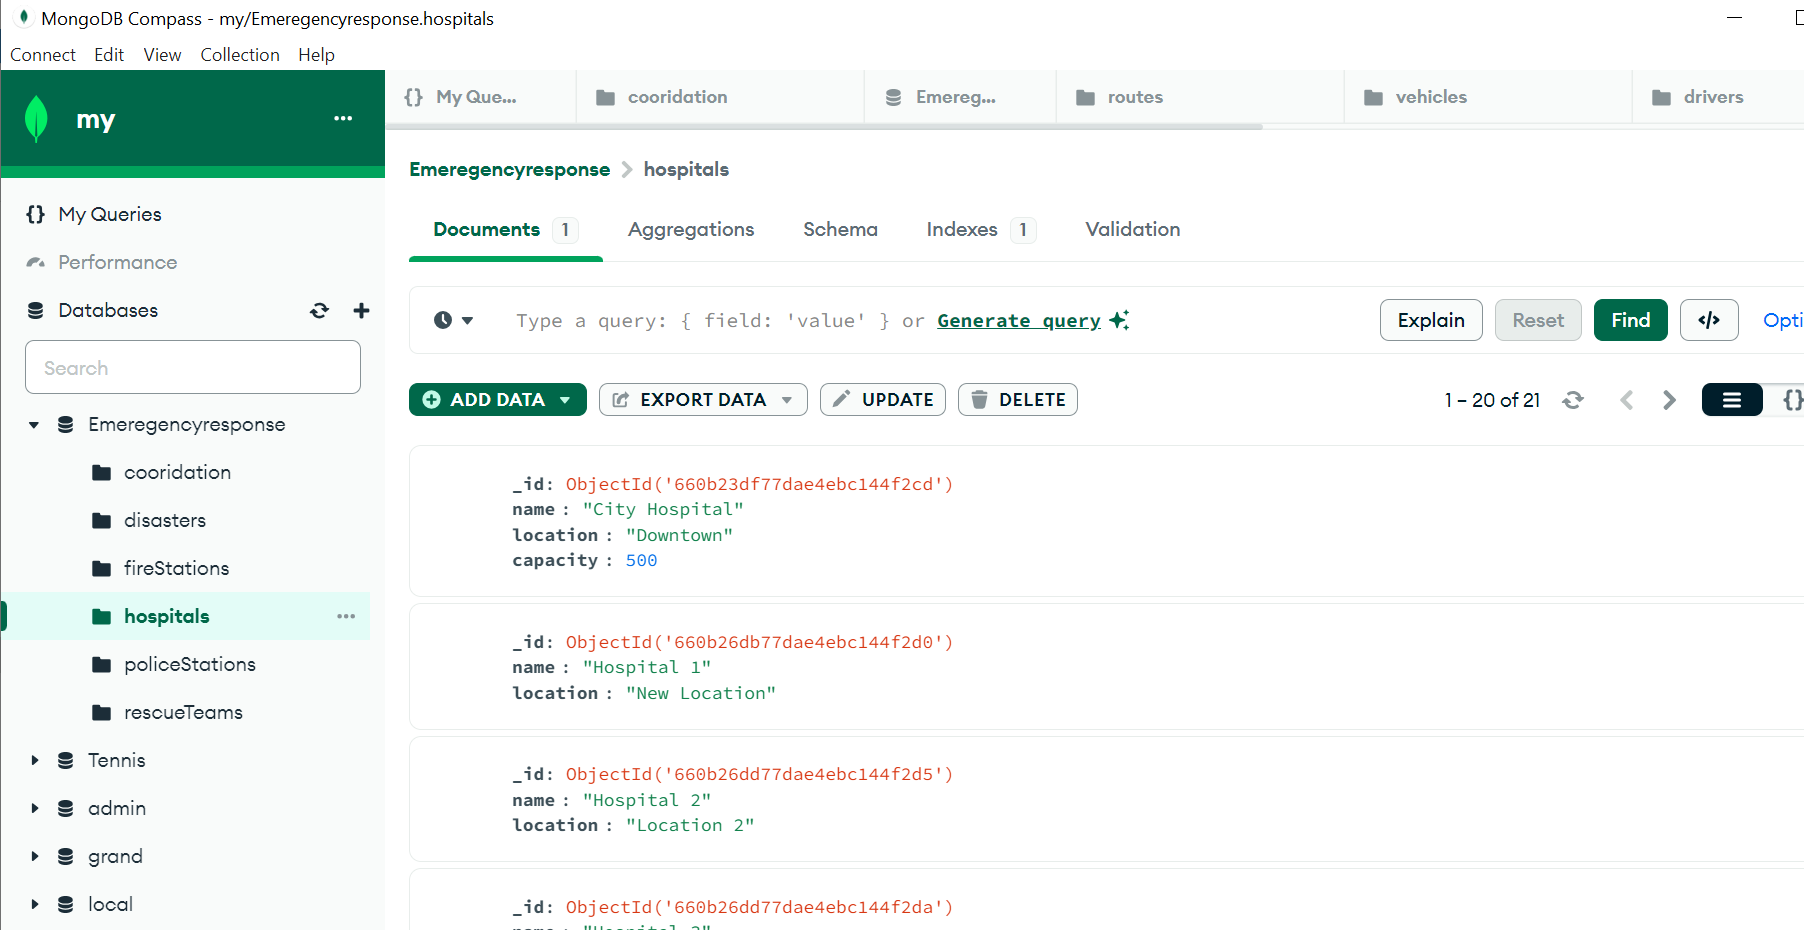 MongoDB Compass - my/Emeregencyresponse.hospitals
Connect Edit View Collection Help
my
My Queries
Performance
Databases
Search
Emeregencyresponse
cooridation
disasters
fireStations
hospitals
policeStations
rescueTeams
Tennis
admin
grand
local
{} My Que... cooridation Emereg... routes vehicles drivers
Emeregencyresponse > hospitals
Documents 1 Aggregations Schema Indexes 1 Validation
Type a query: { field: 'value' } or Generate query
Explain Reset Find </> Opti
ADD DATA EXPORT DATA UPDATE DELETE 1 – 20 of 21 {}
_id: ObjectId('660b23df77dae4ebc144f2cd')
name : "City Hospital"
location : "Downtown"
capacity : 500
_id: ObjectId('660b26db77dae4ebc144f2d0')
name : "Hospital 1"
location : "New Location"
_id: ObjectId('660b26dd77dae4ebc144f2d5')
name : "Hospital 2"
location : "Location 2"
_id: ObjectId('660b26dd77dae4ebc144f2da')